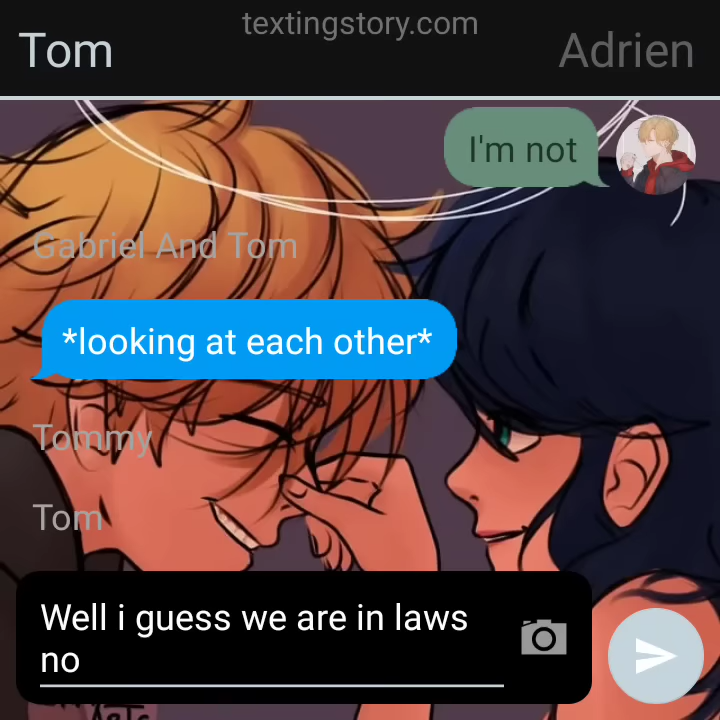 textingstory.com
Tom
Adrien
I'm not
Gabriel And Tom
*looking at each other*
Tommy
Tom
Well i guess we are in laws
no